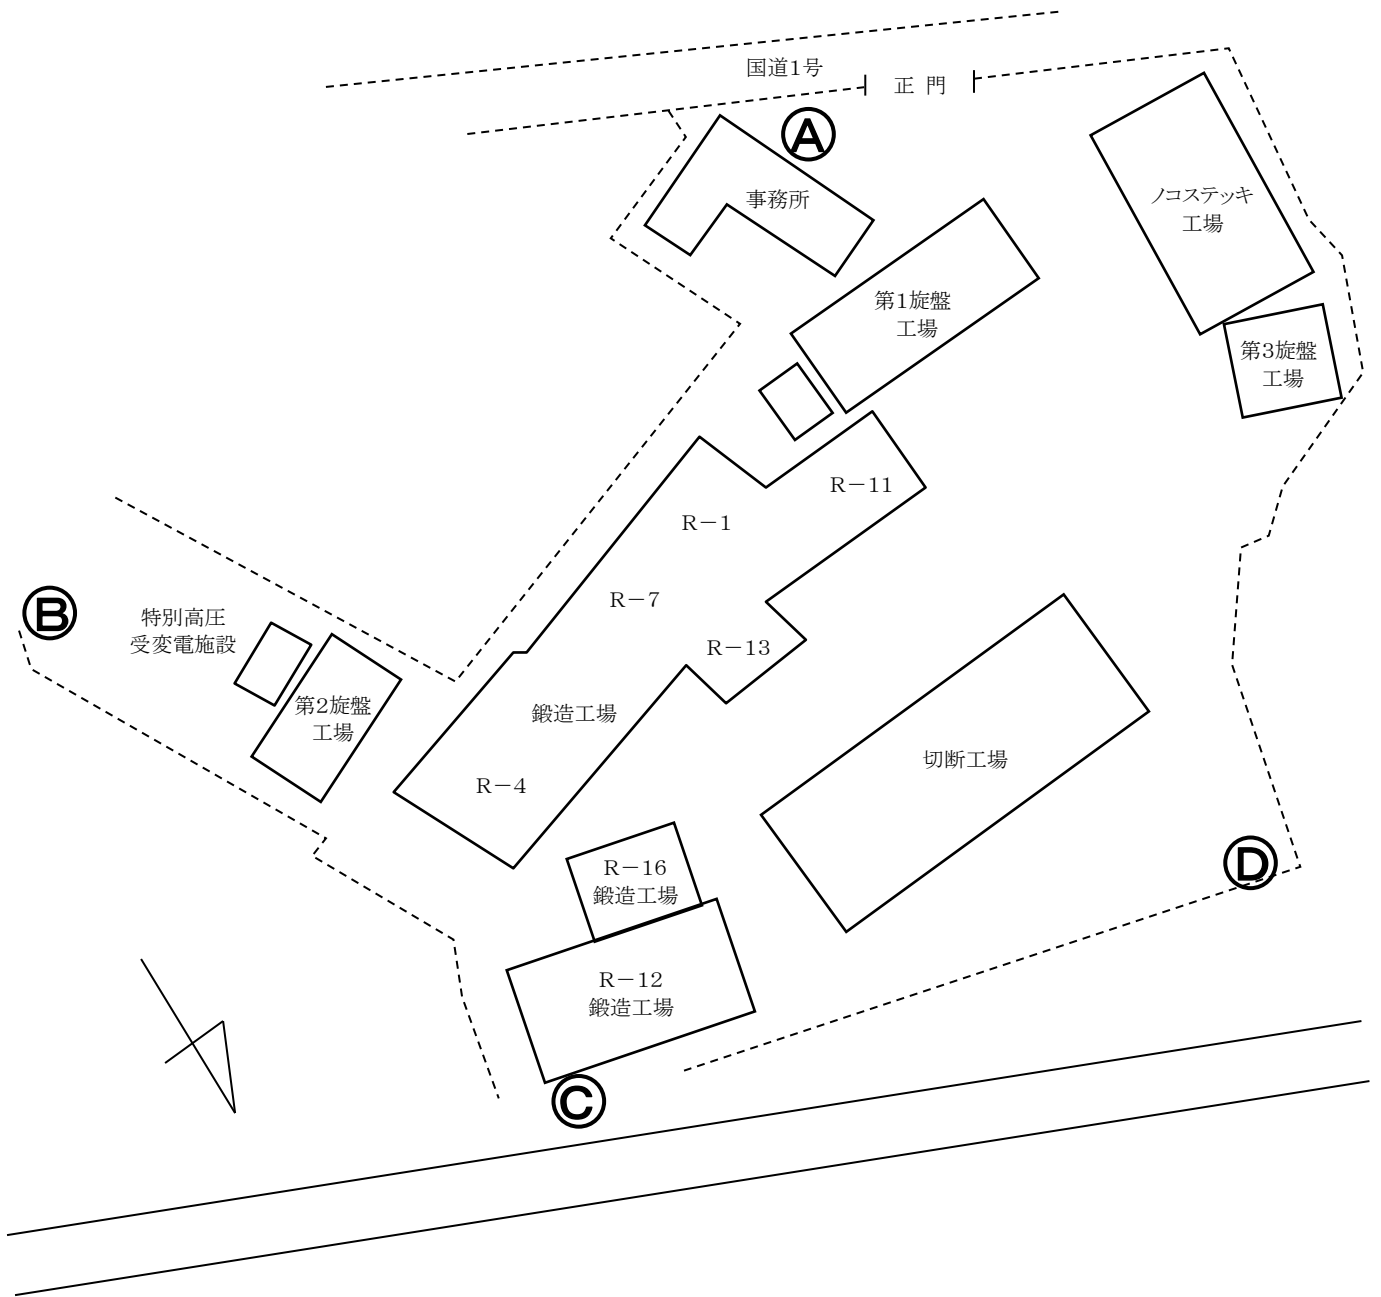 国道1号
正 門
Ⓐ
事務所
ノコステッキ
工場
第1旋盤
工場
第3旋盤
工場
R－11
R－1
R－7
Ⓑ
特別高圧
受変電施設
R－13
第2旋盤
工場
鍛造工場
切断工場
R－4
R－16
鍛造工場
Ⓓ
R－12
鍛造工場
Ⓒ